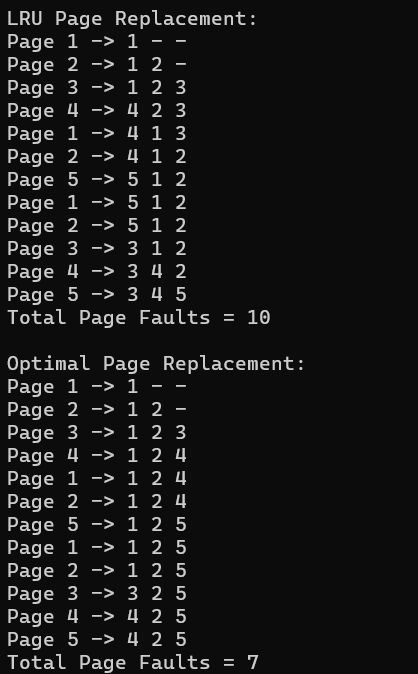 LRU Page Replacement:
Page 1 -> 1 - -
Page 2 -> 1 2 -
Page 3 -> 1 2 3
Page 4 -> 4 2 3
Page 1 -> 4 1 3
Page 2 -> 4 1 2
Page 5 -> 5 1 2
Page 1 -> 5 1 2
Page 2 -> 5 1 2
Page 3 -> 3 1 2
Page 4 -> 3 4 2
Page 5 -> 3 4 5
Total Page Faults = 10

Optimal Page Replacement:
Page 1 -> 1 - -
Page 2 -> 1 2 -
Page 3 -> 1 2 3
Page 4 -> 1 2 4
Page 1 -> 1 2 4
Page 2 -> 1 2 4
Page 5 -> 1 2 5
Page 1 -> 1 2 5
Page 2 -> 1 2 5
Page 3 -> 3 2 5
Page 4 -> 4 2 5
Page 5 -> 4 2 5
Total Page Faults = 7